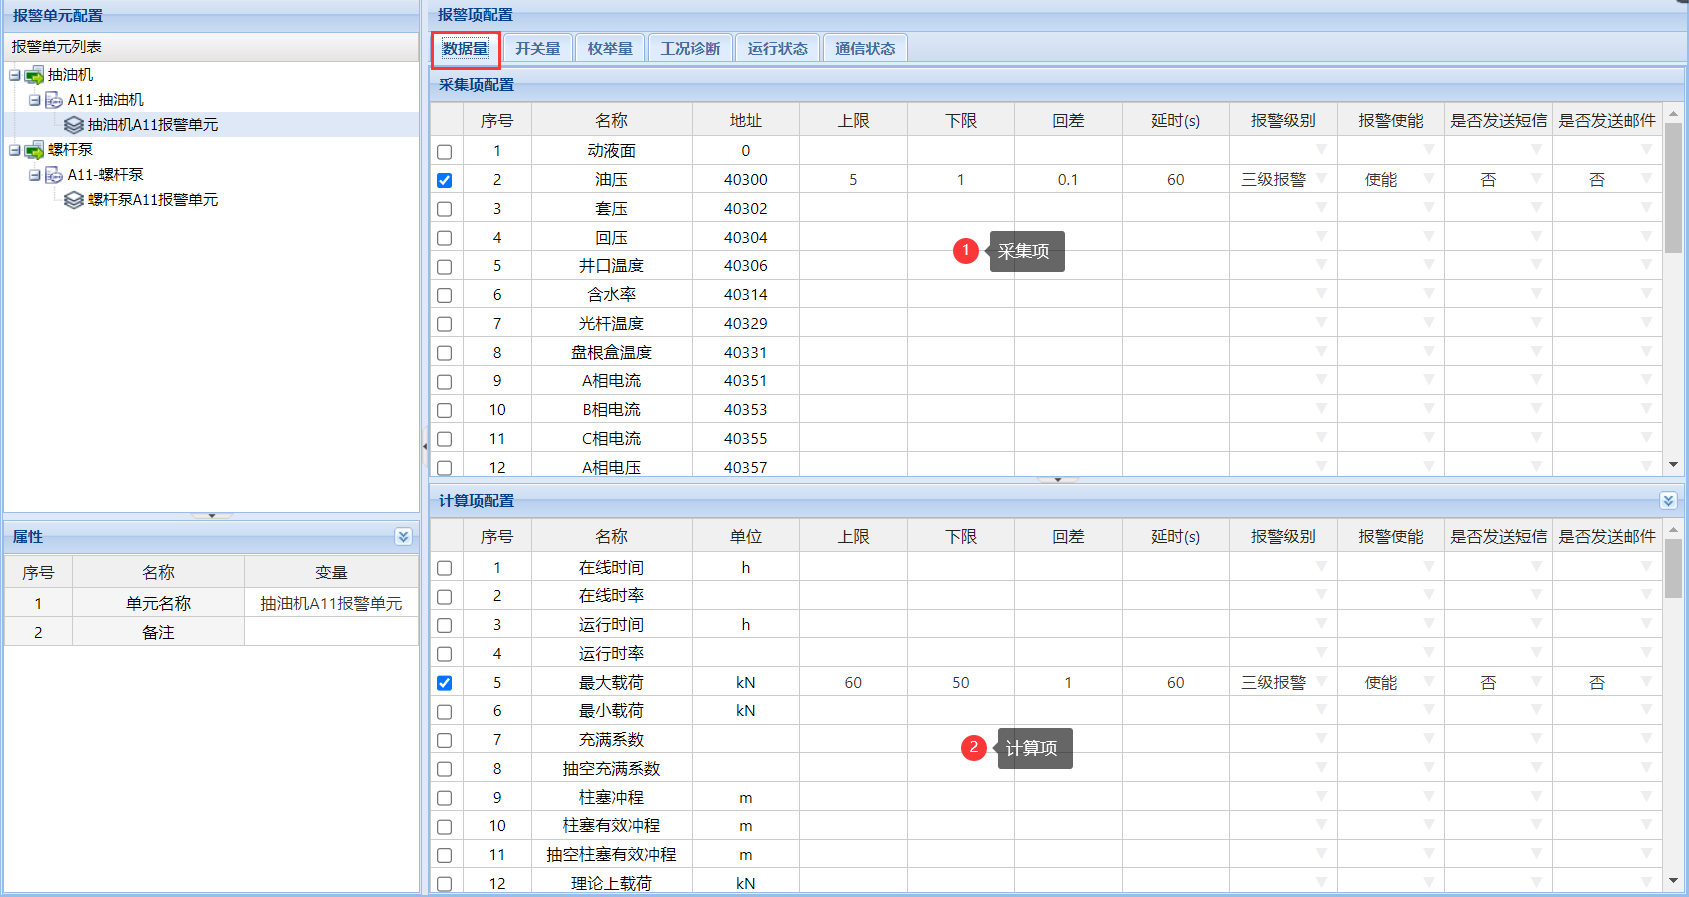 报警单元配置
报警单元列表
抽油机
A11-抽油机
抽油机A11报警单元
螺杆泵
A11-螺杆泵
螺杆泵A11报警单元
属性
序号 名称 变量
1 单元名称 抽油机A11报警单元
2 备注
报警项配置
数据量 开关量 枚举量 工况诊断 运行状态 通信状态
采集项配置
序号 名称 地址 上限 下限 回差 延时(s) 报警级别 报警使能 是否发送短信 是否发送邮件
1 动液面 0
2 油压 40300 5 1 0.1 60 三级报警 使能 否 否
3 套压 40302
4 回压 40304
1 采集项
5 井口温度 40306
6 含水率 40314
7 光杆温度 40329
8 盘根盒温度 40331
9 A相电流 40351
10 B相电流 40353
11 C相电流 40355
12 A相电压 40357
计算项配置
序号 名称 单位 上限 下限 回差 延时(s) 报警级别 报警使能 是否发送短信 是否发送邮件
1 在线时间 h
2 在线时率
3 运行时间 h
4 运行时率
5 最大载荷 kN 60 50 1 60 三级报警 使能 否 否
6 最小载荷 kN
7 充满系数
2 计算项
8 抽空充满系数
9 柱塞冲程 m
10 柱塞有效冲程 m
11 抽空柱塞有效冲程 m
12 理论上载荷 kN